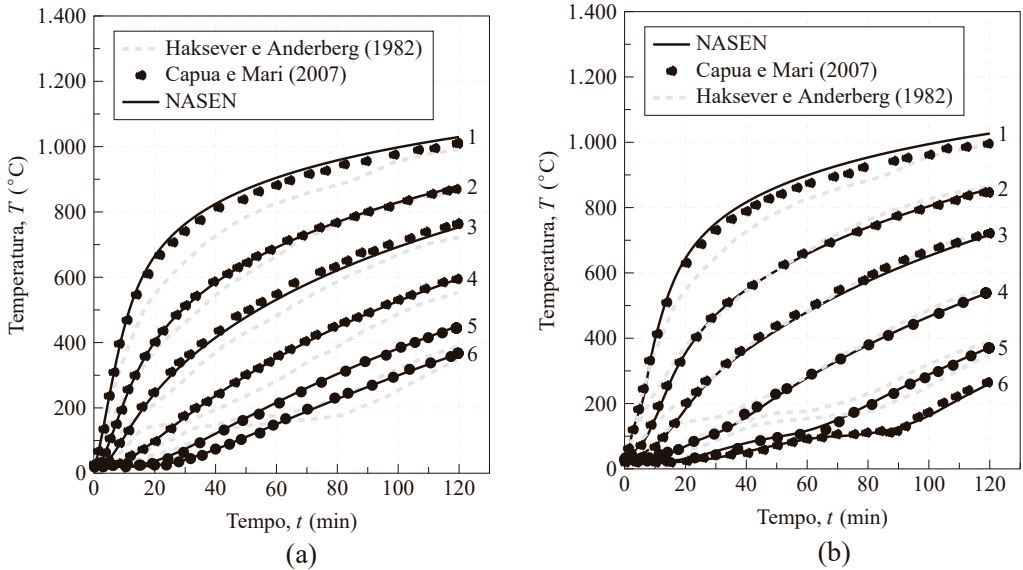 1.400
1.200
1.000
800
600
400
200
0
Temperatura, T (°C)
Haksever e Anderberg (1982)
Capua e Mari (2007)
NASEN
1
2
3
4
5
6
0 20 40 60 80 100 120
Tempo, t (min)
(a)
1.400
1.200
1.000
800
600
400
200
0
Temperatura, T (°C)
NASEN
Capua e Mari (2007)
Haksever e Anderberg (1982)
1
2
3
4
5
6
0 20 40 60 80 100 120
Tempo, t (min)
(b)